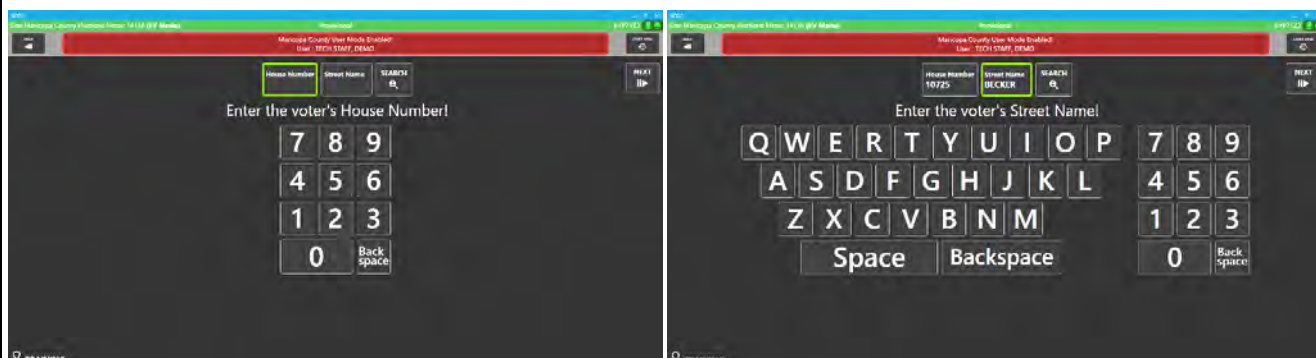 Provisional
Maricopa County User Mode Enabled!
User : TECH STAFF, DEMO
House Number
Street Name
SEARCH
NEXT
Enter the voter's House Number!
7 8 9
4 5 6
1 2 3
0 Back space
Provisional
Maricopa County User Mode Enabled!
User : TECH STAFF, DEMO
House Number
10725
Street Name
BECKER
SEARCH
NEXT
Enter the voter's Street Name!
Q W E R T Y U I O P 7 8 9
A S D F G H J K L 4 5 6
Z X C V B N M 1 2 3
Space Backspace 0 Back space